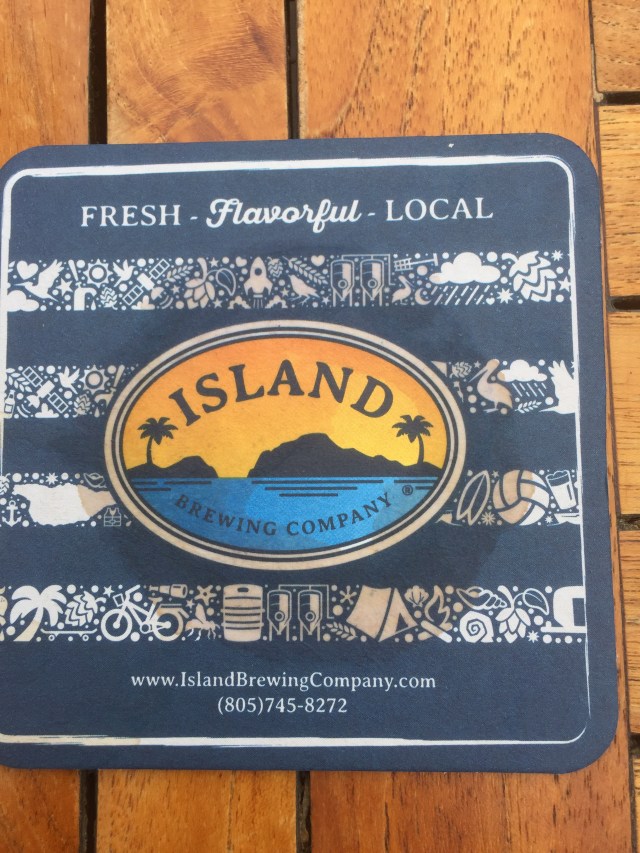 FRESH - Flavorful - LOCAL
ISLAND
BREWING COMPANY ®
www.IslandBrewingCompany.com
(805)745-8272